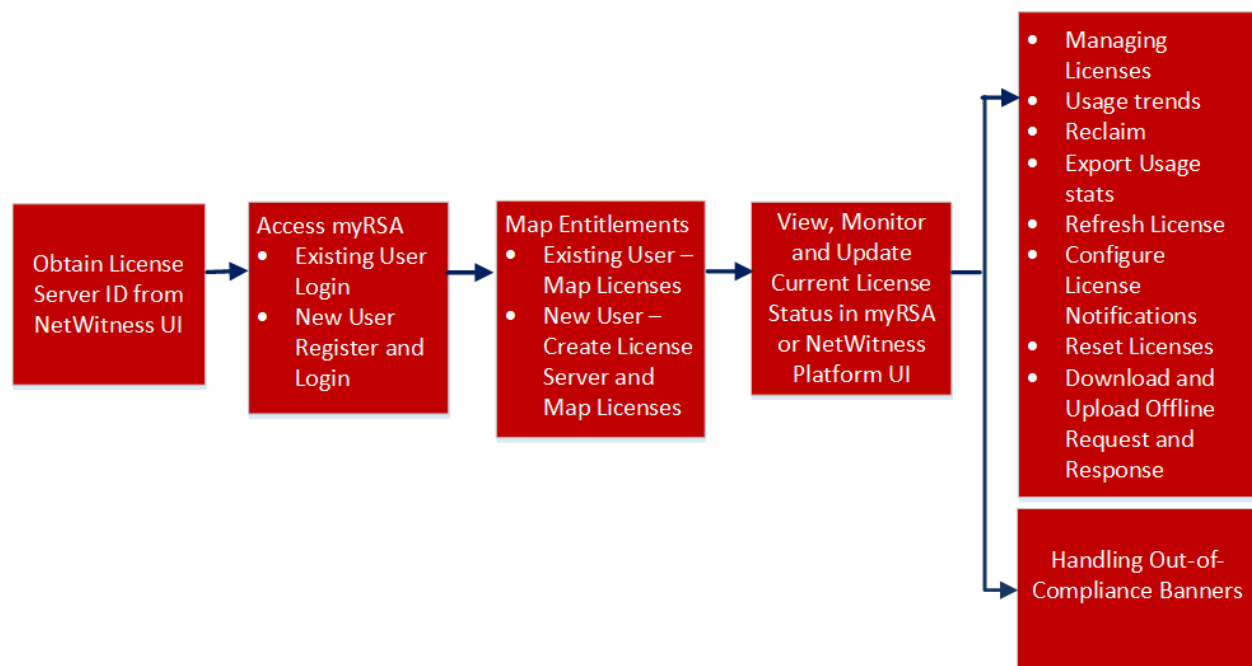 Obtain License
Server ID from
NetWitness UI
Access myRSA
• Existing User
Login
• New User
Register and
Login
Map Entitlements
• Existing User –
Map Licenses
• New User –
Create License
Server and
Map Licenses
View, Monitor
and Update
Current License
Status in myRSA
or NetWitness
Platform UI
• Managing
Licenses
• Usage trends
• Reclaim
• Export Usage
stats
• Refresh License
• Configure
License
Notifications
• Reset Licenses
• Download and
Upload Offline
Request and
Response
Handling Out-of-
Compliance Banners